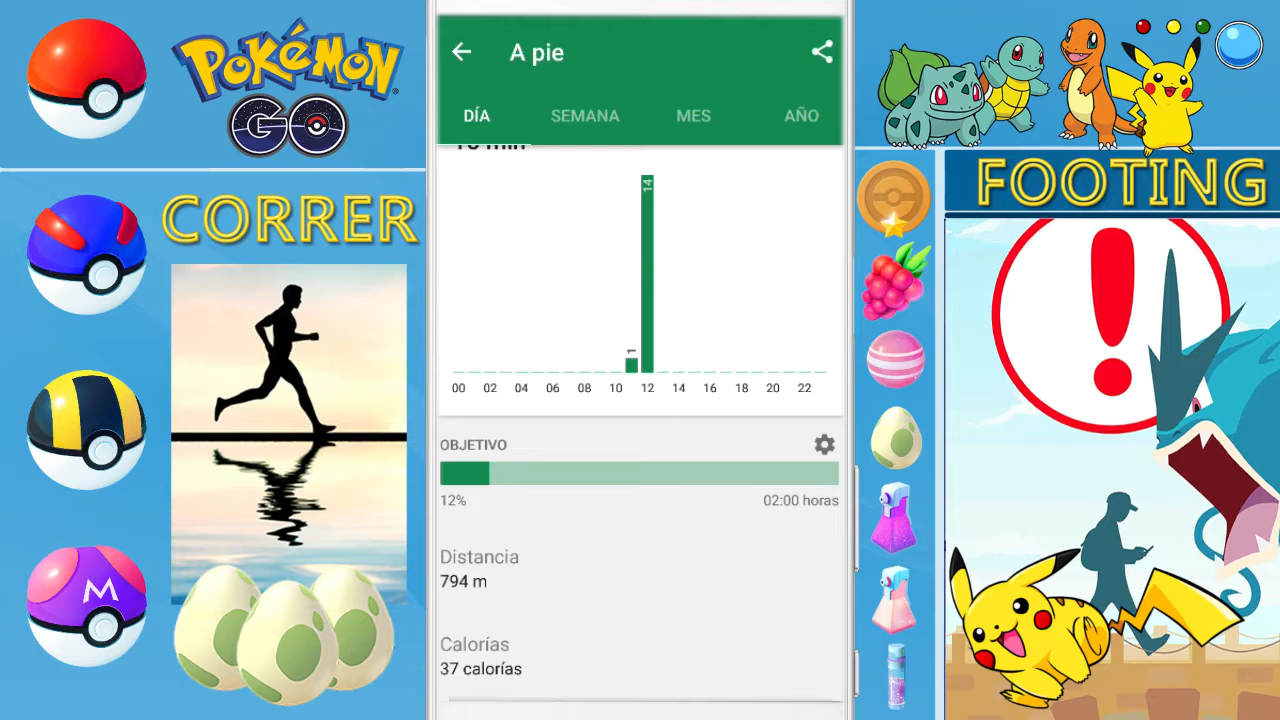 POKÉMON
GO
CORRER
M
A pie
DÍA SEMANA MES AÑO
14
1
00 02 04 06 08 10 12 14 16 18 20 22
OBJETIVO
12% 02:00 horas
Distancia
794 m
Calorías
37 calorías
FOOTING